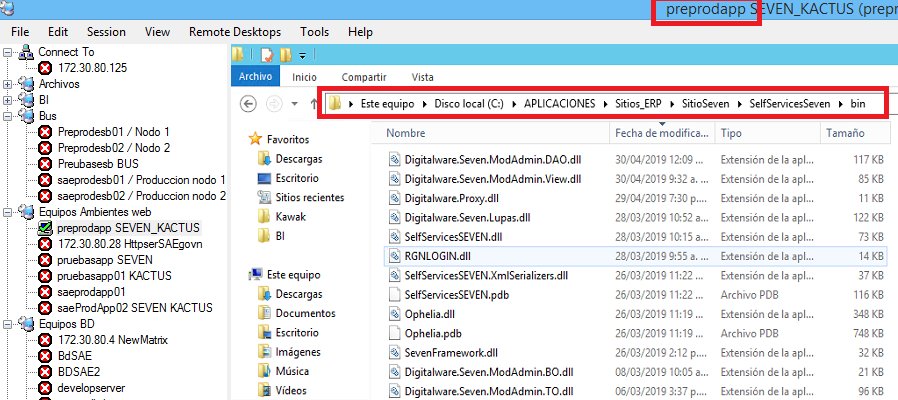 preprodapp SEVEN_KACTUS (prepr
File Edit Session View Remote Desktops Tools Help
Connect To
172.30.80.125
Archivos
BI
Bus
Preprodesb01 / Nodo 1
Preprodesb02 / Nodo 2
Preubasesb BUS
saeprodesb01 / Produccion nodo 1
saeprodesb02 / Produccion nodo 2
Equipos Ambientes web
preprodapp SEVEN_KACTUS
172.30.80.28 HttpserSAEgovn
pruebasapp SEVEN
pruebasapp01 KACTUS
saeprodapp01
saeProdApp02 SEVEN KACTUS
Equipos BD
172.30.80.4 NewMatrix
BdSAE
BDSAE2
developserver
Archivo Inicio Compartir Vista
Este equipo Disco local (C:) APLICACIONES Sitios_ERP SitioSeven SelfServicesSeven bin
Favoritos
Descargas
Escritorio
Sitios recientes
Kawak
BI
Este equipo
Descargas
Documentos
Escritorio
Imágenes
Música
Vídeos
Nombre Fecha de modifica... Tipo Tamaño
Digitalware.Seven.ModAdmin.DAO.dll 30/04/2019 12:09 ... Extensión de la apl... 117 KB
Digitalware.Seven.ModAdmin.View.dll 30/04/2019 9:32 a. ... Extensión de la apl... 85 KB
Digitalware.Proxy.dll 29/04/2019 7:30 p. ... Extensión de la apl... 11 KB
Digitalware.Seven.Lupas.dll 28/03/2019 10:52 a... Extensión de la apl... 122 KB
SelfServicesSEVEN.dll 28/03/2019 10:15 a... Extensión de la apl... 73 KB
RGNLOGIN.dll 28/03/2019 9:55 a. ... Extensión de la apl... 14 KB
SelfServicesSEVEN.XmlSerializers.dll 26/03/2019 11:22 ... Extensión de la apl... 37 KB
SelfServicesSEVEN.pdb 26/03/2019 11:22 ... Archivo PDB 116 KB
Ophelia.dll 26/03/2019 11:19 ... Extensión de la apl... 348 KB
Ophelia.pdb 26/03/2019 11:19 ... Archivo PDB 748 KB
SevenFramework.dll 26/03/2019 2:12 p. ... Extensión de la apl... 32 KB
Digitalware.Seven.ModAdmin.BO.dll 08/03/2019 10:05 ... Extensión de la apl... 21 KB
Digitalware.Seven.ModAdmin.TO.dll 06/03/2019 3:37 p. ... Extensión de la apl... 96 KB